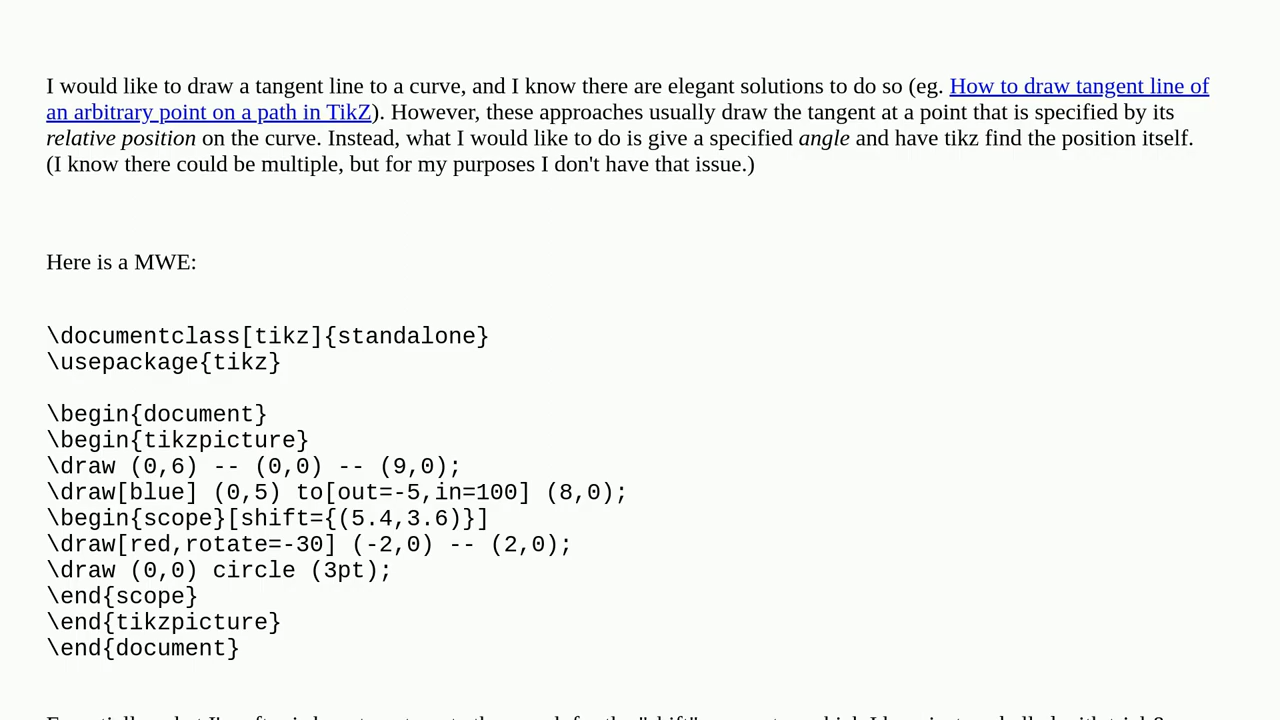 I would like to draw a tangent line to a curve, and I know there are elegant solutions to do so (eg. How to draw tangent line of
an arbitrary point on a path in TikZ). However, these approaches usually draw the tangent at a point that is specified by its
relative position on the curve. Instead, what I would like to do is give a specified angle and have tikz find the position itself.
(I know there could be multiple, but for my purposes I don't have that issue.)
Here is a MWE:
\documentclass[tikz]{standalone}
\usepackage{tikz}
\begin{document}
\begin{tikzpicture}
\draw (0,6) -- (0,0) -- (9,0);
\draw[blue] (0,5) to[out=-5,in=100] (8,0);
\begin{scope}[shift={(5.4,3.6)}]
\draw[red,rotate=-30] (-2,0) -- (2,0);
\draw (0,0) circle (3pt);
\end{scope}
\end{tikzpicture}
\end{document}